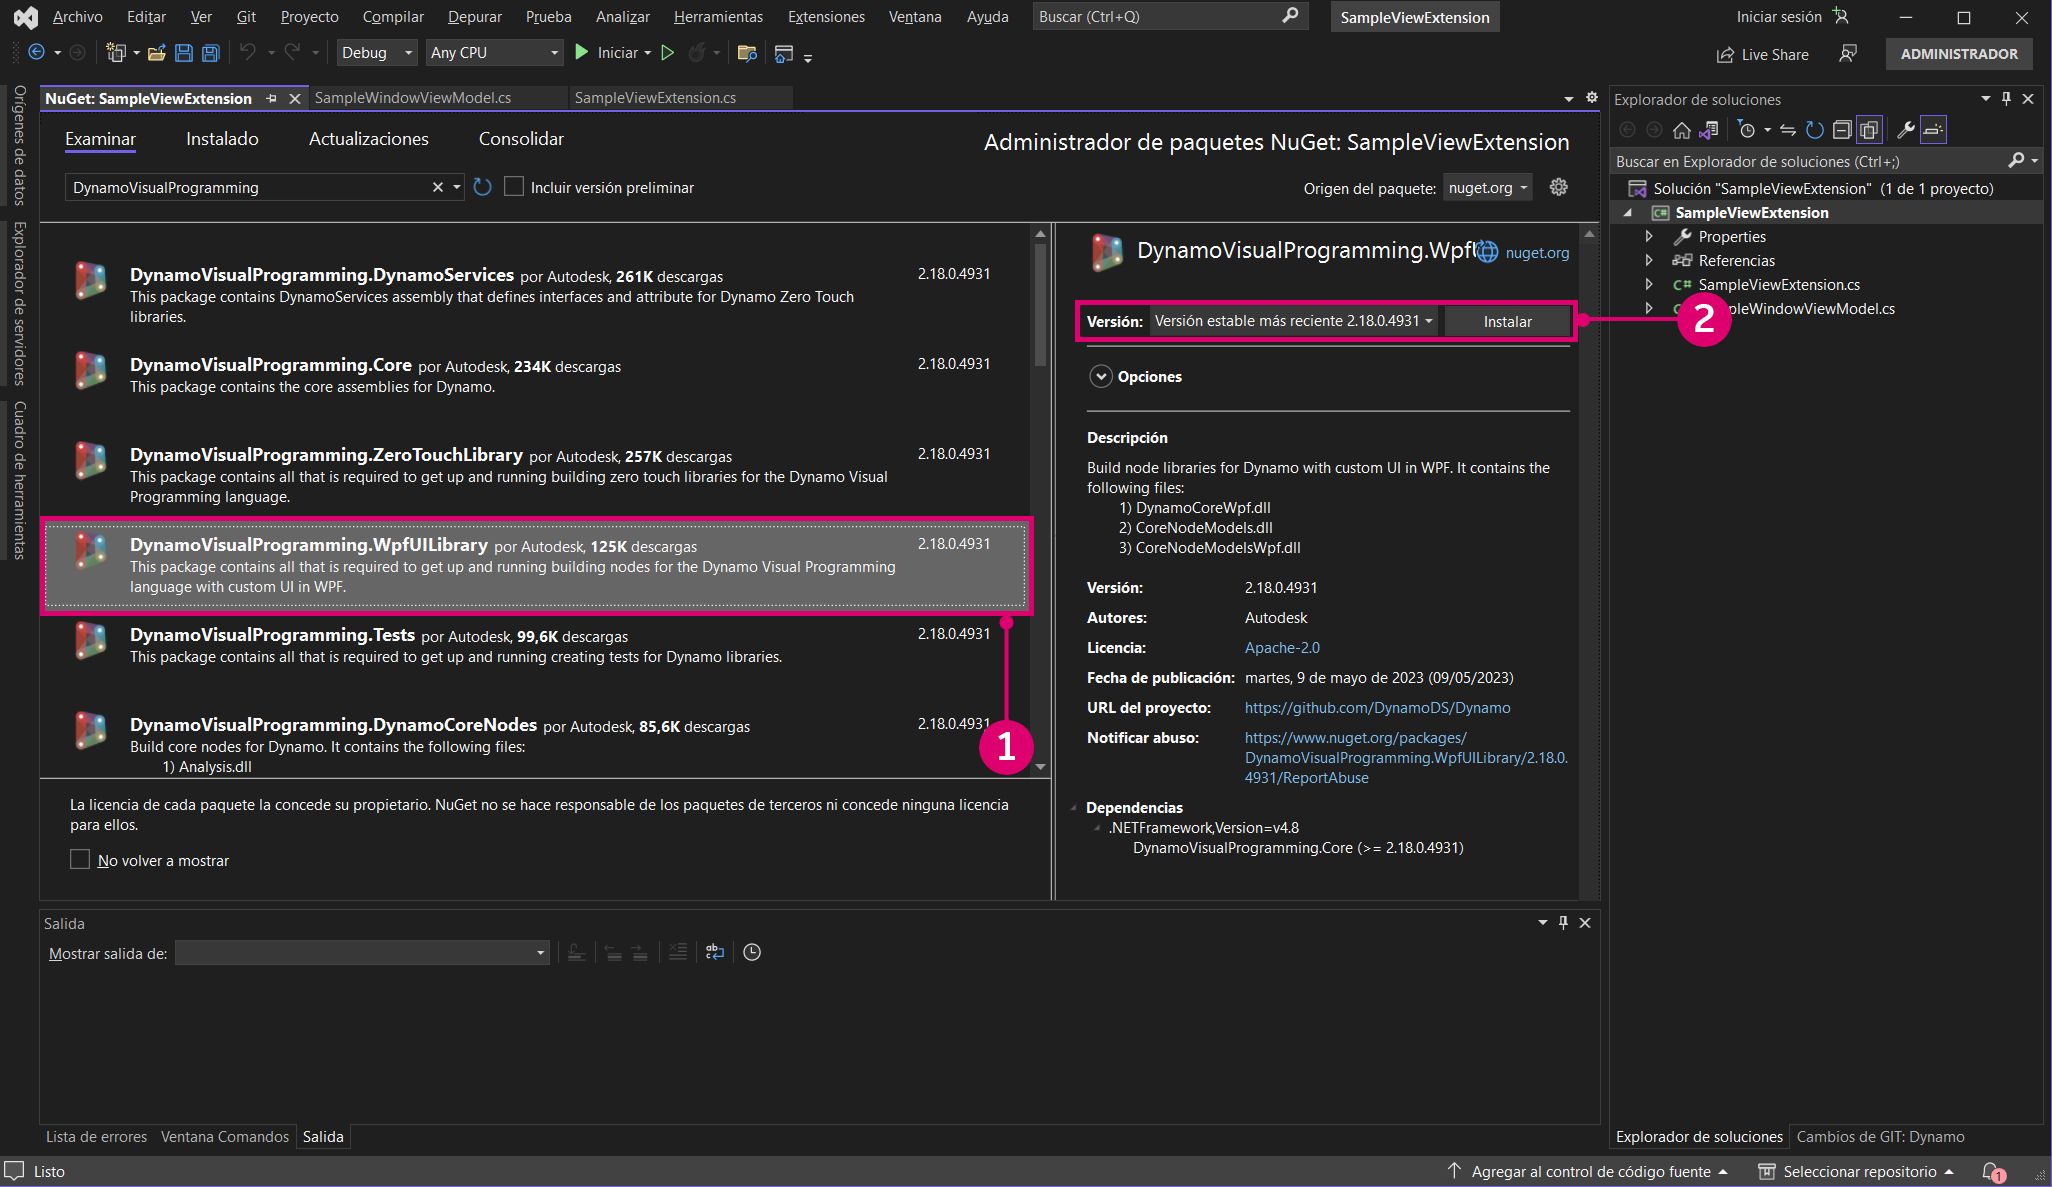 Archivo Editar Ver Git Proyecto Compilar Depurar Prueba Analizar Herramientas Extensiones Ventana Ayuda Buscar (Ctrl+Q) SampleViewExtension Iniciar sesión
Debug Any CPU Iniciar Live Share ADMINISTRADOR
Orígenes de datos
Explorador de servidores
Cuadro de herramientas
NuGet: SampleViewExtension SampleWindowViewModel.cs SampleViewExtension.cs
Examinar Instalado Actualizaciones Consolidar
Administrador de paquetes NuGet: SampleViewExtension
DynamoVisualProgramming Incluir versión preliminar
Origen del paquete: nuget.org
DynamoVisualProgramming.DynamoServices por Autodesk, 261K descargas 2.18.0.4931
This package contains DynamoServices assembly that defines interfaces and attribute for Dynamo Zero Touch
libraries.
DynamoVisualProgramming.Core por Autodesk, 234K descargas 2.18.0.4931
This package contains the core assemblies for Dynamo.
DynamoVisualProgramming.ZeroTouchLibrary por Autodesk, 257K descargas 2.18.0.4931
This package contains all that is required to get up and running building zero touch libraries for the Dynamo Visual
Programming language.
DynamoVisualProgramming.WpfUILibrary por Autodesk, 125K descargas 2.18.0.4931
This package contains all that is required to get up and running building nodes for the Dynamo Visual Programming
language with custom UI in WPF.
DynamoVisualProgramming.Tests por Autodesk, 99,6K descargas 2.18.0.4931
This package contains all that is required to get up and running creating tests for Dynamo libraries.
DynamoVisualProgramming.DynamoCoreNodes por Autodesk, 85,6K descargas 2.18.0.4931
Build core nodes for Dynamo. It contains the following files:
1) Analysis.dll
1
La licencia de cada paquete la concede su propietario. NuGet no se hace responsable de los paquetes de terceros ni concede ninguna licencia
para ellos.
No volver a mostrar
DynamoVisualProgramming.Wpf nuget.org
Versión: Versión estable más reciente 2.18.0.4931 Instalar
2
Opciones
Descripción
Build node libraries for Dynamo with custom UI in WPF. It contains the
following files:
1) DynamoCoreWpf.dll
2) CoreNodeModels.dll
3) CoreNodeModelsWpf.dll
Versión: 2.18.0.4931
Autores: Autodesk
Licencia: Apache-2.0
Fecha de publicación: martes, 9 de mayo de 2023 (09/05/2023)
URL del proyecto: https://github.com/DynamoDS/Dynamo
Notificar abuso: https://www.nuget.org/packages/
DynamoVisualProgramming.WpfUILibrary/2.18.0.
4931/ReportAbuse
Dependencias
.NETFramework,Version=v4.8
DynamoVisualProgramming.Core (>= 2.18.0.4931)
Explorador de soluciones
Buscar en Explorador de soluciones (Ctrl+;)
Solución "SampleViewExtension" (1 de 1 proyecto)
C# SampleViewExtension
Properties
Referencias
C# SampleViewExtension.cs
pleWindowViewModel.cs
Salida
Mostrar salida de:
Lista de errores Ventana Comandos Salida
Explorador de soluciones Cambios de GIT: Dynamo
Listo Agregar al control de código fuente Seleccionar repositorio 1